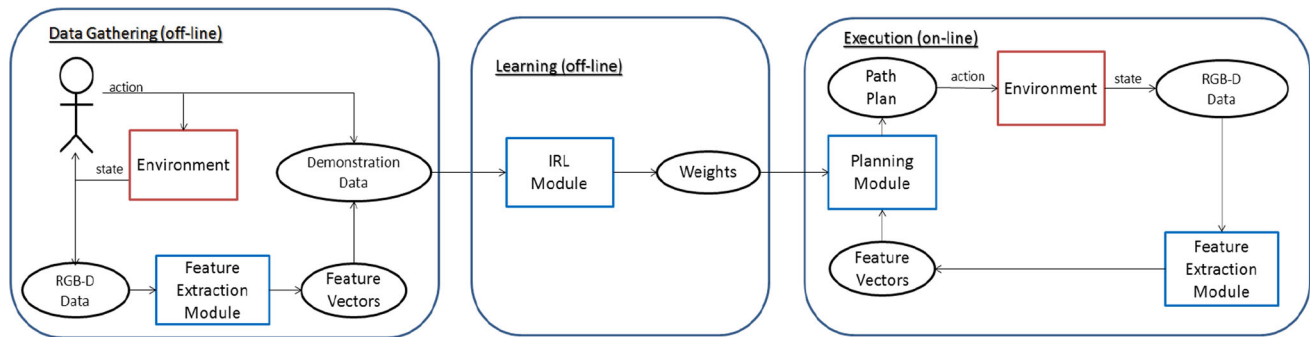 Data Gathering (off-line)
action
state
Environment
Demonstration
Data
RGB-D
Data
Feature
Extraction
Module
Feature
Vectors
Learning (off-line)
IRL
Module
Weights
Execution (on-line)
Path
Plan
action
Environment
state
RGB-D
Data
Planning
Module
Feature
Vectors
Feature
Extraction
Module